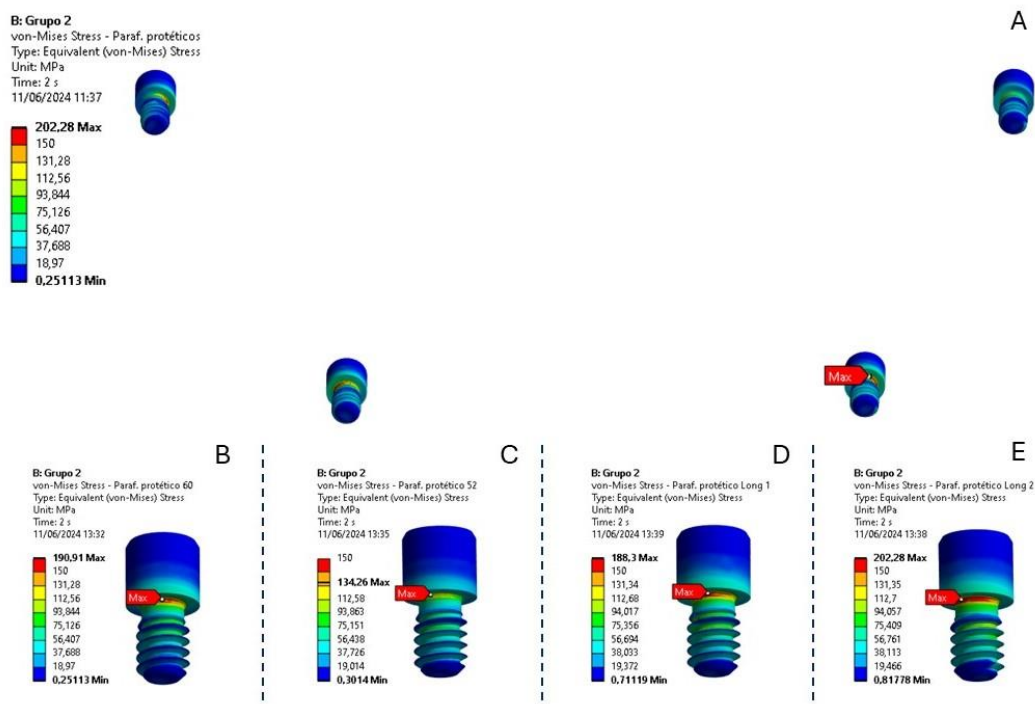 A
B: Grupo 2
von-Mises Stress - Paraf. protéticos
Type: Equivalent (von-Mises) Stress
Unit: MPa
Time: 2 s
11/06/2024 11:37
202,28 Max
150
131,28
112,56
93,844
75,126
56,407
37,688
18,97
0,25113 Min
Max
B
B: Grupo 2
von-Mises Stress - Paraf. protético 60
Type: Equivalent (von-Mises) Stress
Unit: MPa
Time: 2 s
11/06/2024 13:32
190,91 Max
150
131,28
112,56
93,844
75,126
56,407
37,688
18,97
0,25113 Min
Max
C
B: Grupo 2
von-Mises Stress - Paraf. protético 52
Type: Equivalent (von-Mises) Stress
Unit: MPa
Time: 2 s
11/06/2024 13:35
150
134,26 Max
112,58
93,863
75,151
56,438
37,726
19,014
0,3014 Min
Max
D
B: Grupo 2
von-Mises Stress - Paraf. protético Long 1
Type: Equivalent (von-Mises) Stress
Unit: MPa
Time: 2 s
11/06/2024 13:39
188,3 Max
150
131,34
112,68
94,017
75,356
56,694
38,033
19,372
0,71119 Min
Max
E
B: Grupo 2
von-Mises Stress - Paraf. protético Long 2
Type: Equivalent (von-Mises) Stress
Unit: MPa
Time: 2 s
11/06/2024 13:38
202,28 Max
150
131,35
112,7
94,057
75,409
56,761
38,113
19,466
0,81778 Min
Max